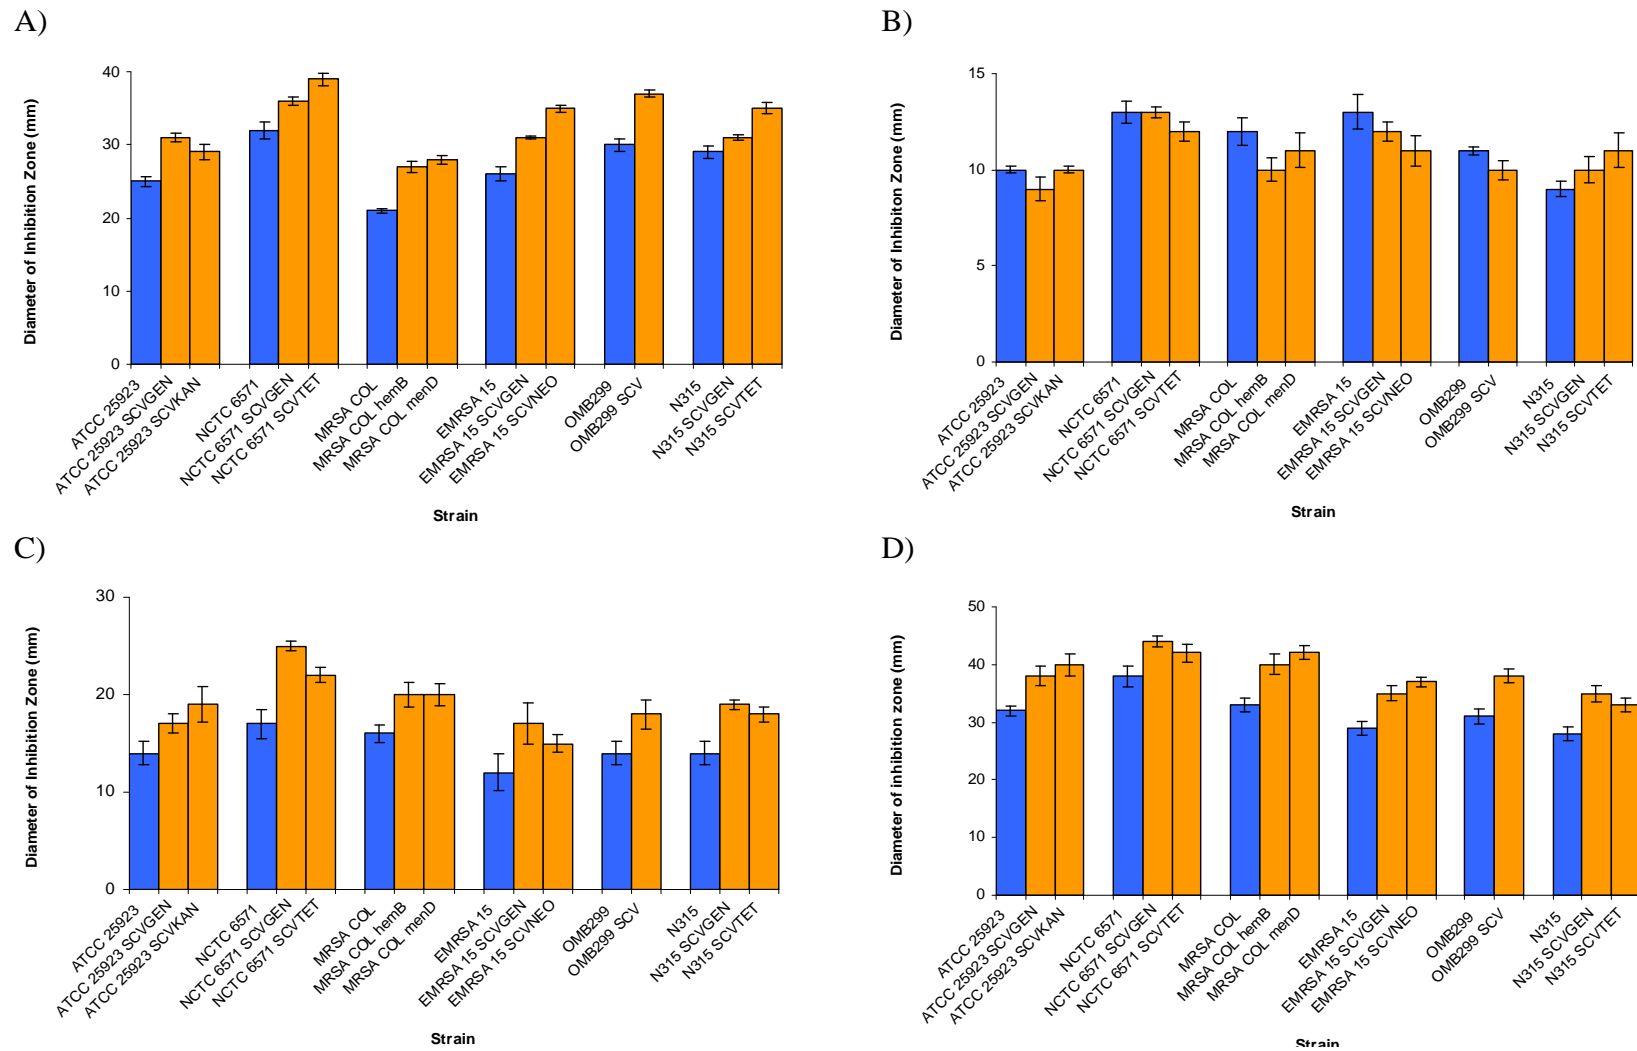 A)
Diameter of Inhibition Zone (mm)
40
30
20
10
0
ATCC 25923
ATCC 25923 SCVGEN
ATCC 25923 SCVKAN
NCTC 6571
NCTC 6571 SCVGEN
NCTC 6571 SCVTET
MRSA COL
MRSA COL hemB
MRSA COL menD
EMRSA 15
EMRSA 15 SCVGEN
EMRSA 15 SCVNEO
OMB299
OMB299 SCV
N315
N315 SCVGEN
N315 SCVTET
Strain
B)
Diameter of Inhibiton Zone (mm)
15
10
5
0
ATCC 25923
ATCC 25923 SCVGEN
ATCC 25923 SCVKAN
NCTC 6571
NCTC 6571 SCVGEN
NCTC 6571 SCVTET
MRSA COL
MRSA COL hemB
MRSA COL menD
EMRSA 15
EMRSA 15 SCVGEN
EMRSA 15 SCVNEO
OMB299
OMB299 SCV
N315
N315 SCVGEN
N315 SCVTET
Strain
C)
Diameter of Inhibition Zone (mm)
30
20
10
0
ATCC 25923
ATCC 25923 SCVGEN
ATCC 25923 SCVKAN
NCTC 6571
NCTC 6571 SCVGEN
NCTC 6571 SCVTET
MRSA COL
MRSA COL hemB
MRSA COL menD
EMRSA 15
EMRSA 15 SCVGEN
EMRSA 15 SCVNEO
OMB299
OMB299 SCV
N315
N315 SCVGEN
N315 SCVTET
Strain
D)
Diameter of inhibition zone (mm)
50
40
30
20
10
0
ATCC 25923
ATCC 25923 SCVGEN
ATCC 25923 SCVKAN
NCTC 6571
NCTC 6571 SCVGEN
NCTC 6571 SCVTET
MRSA COL
MRSA COL hemB
MRSA COL menD
EMRSA 15
EMRSA 15 SCVGEN
EMRSA 15 SCVNEO
OMB299
OMB299 SCV
N315
N315 SCVGEN
N315 SCVTET
Strain